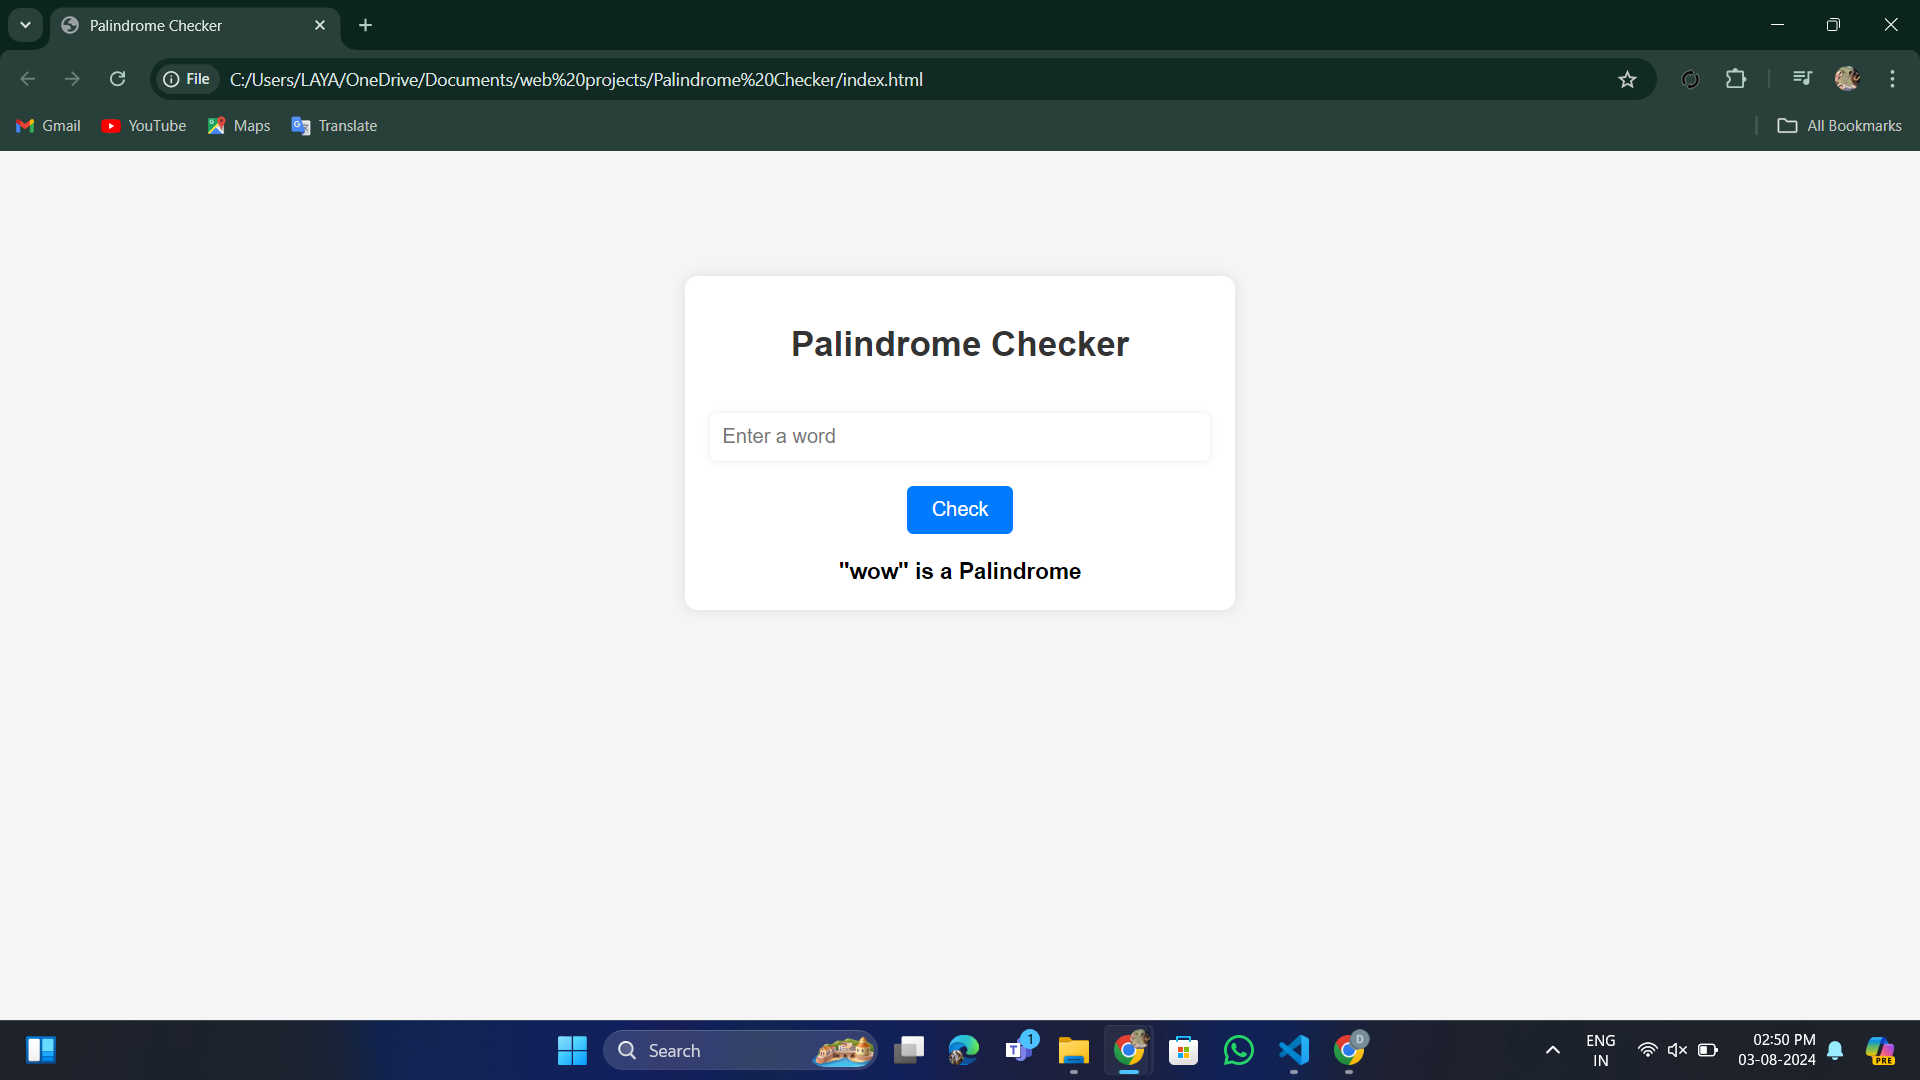 Palindrome Checker
File
C:/Users/LAYA/OneDrive/Documents/web%20projects/Palindrome%20Checker/index.html
Gmail
YouTube
Maps
Translate
All Bookmarks
Palindrome Checker
Enter a word
Check
"wow" is a Palindrome
Search
T
1
D
ENG
IN
02:50 PM
03-08-2024
PRE